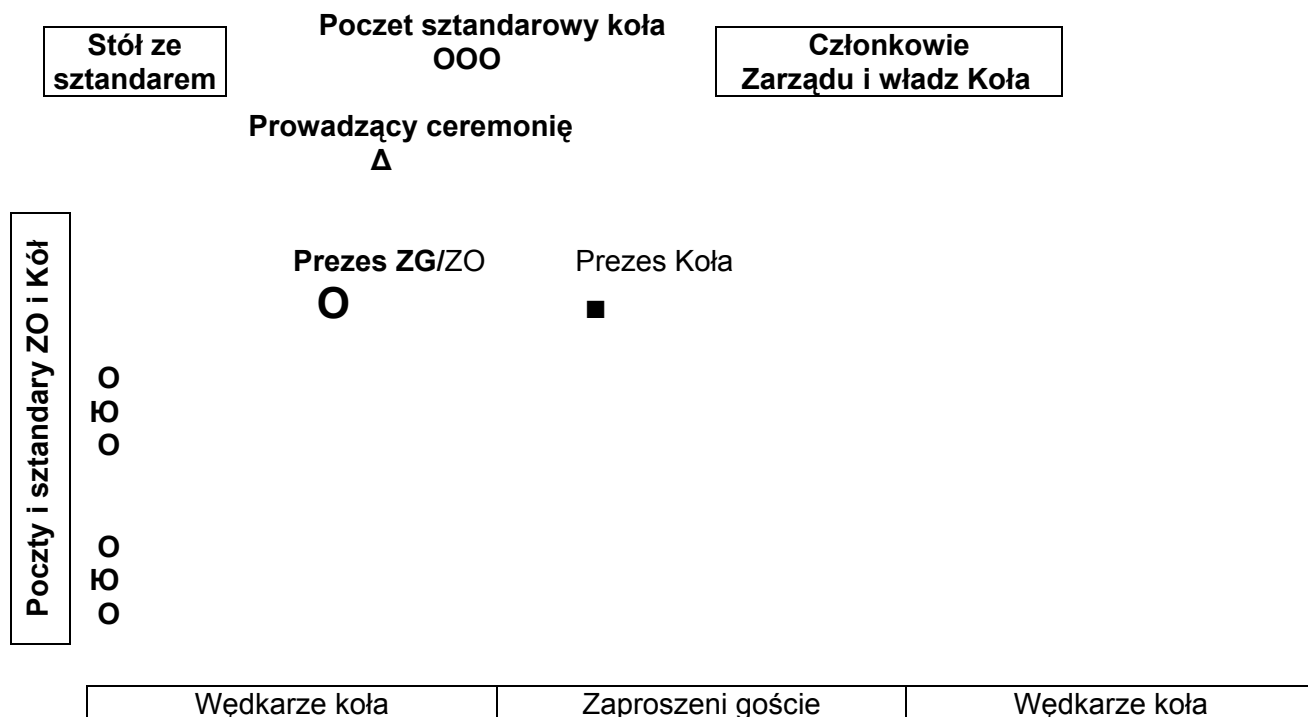 Poczet sztandarowy koła
OOO
Stół ze
sztandarem
Członkowie
Zarządu i władz Koła
Prowadzący ceremonię
Δ
Poczty i sztandary ZO i Kół
Prezes ZG/ZO Prezes Koła
O ■
O
Ю
O
O
Ю
O
Wędkarze koła Zaproszeni goście Wędkarze koła